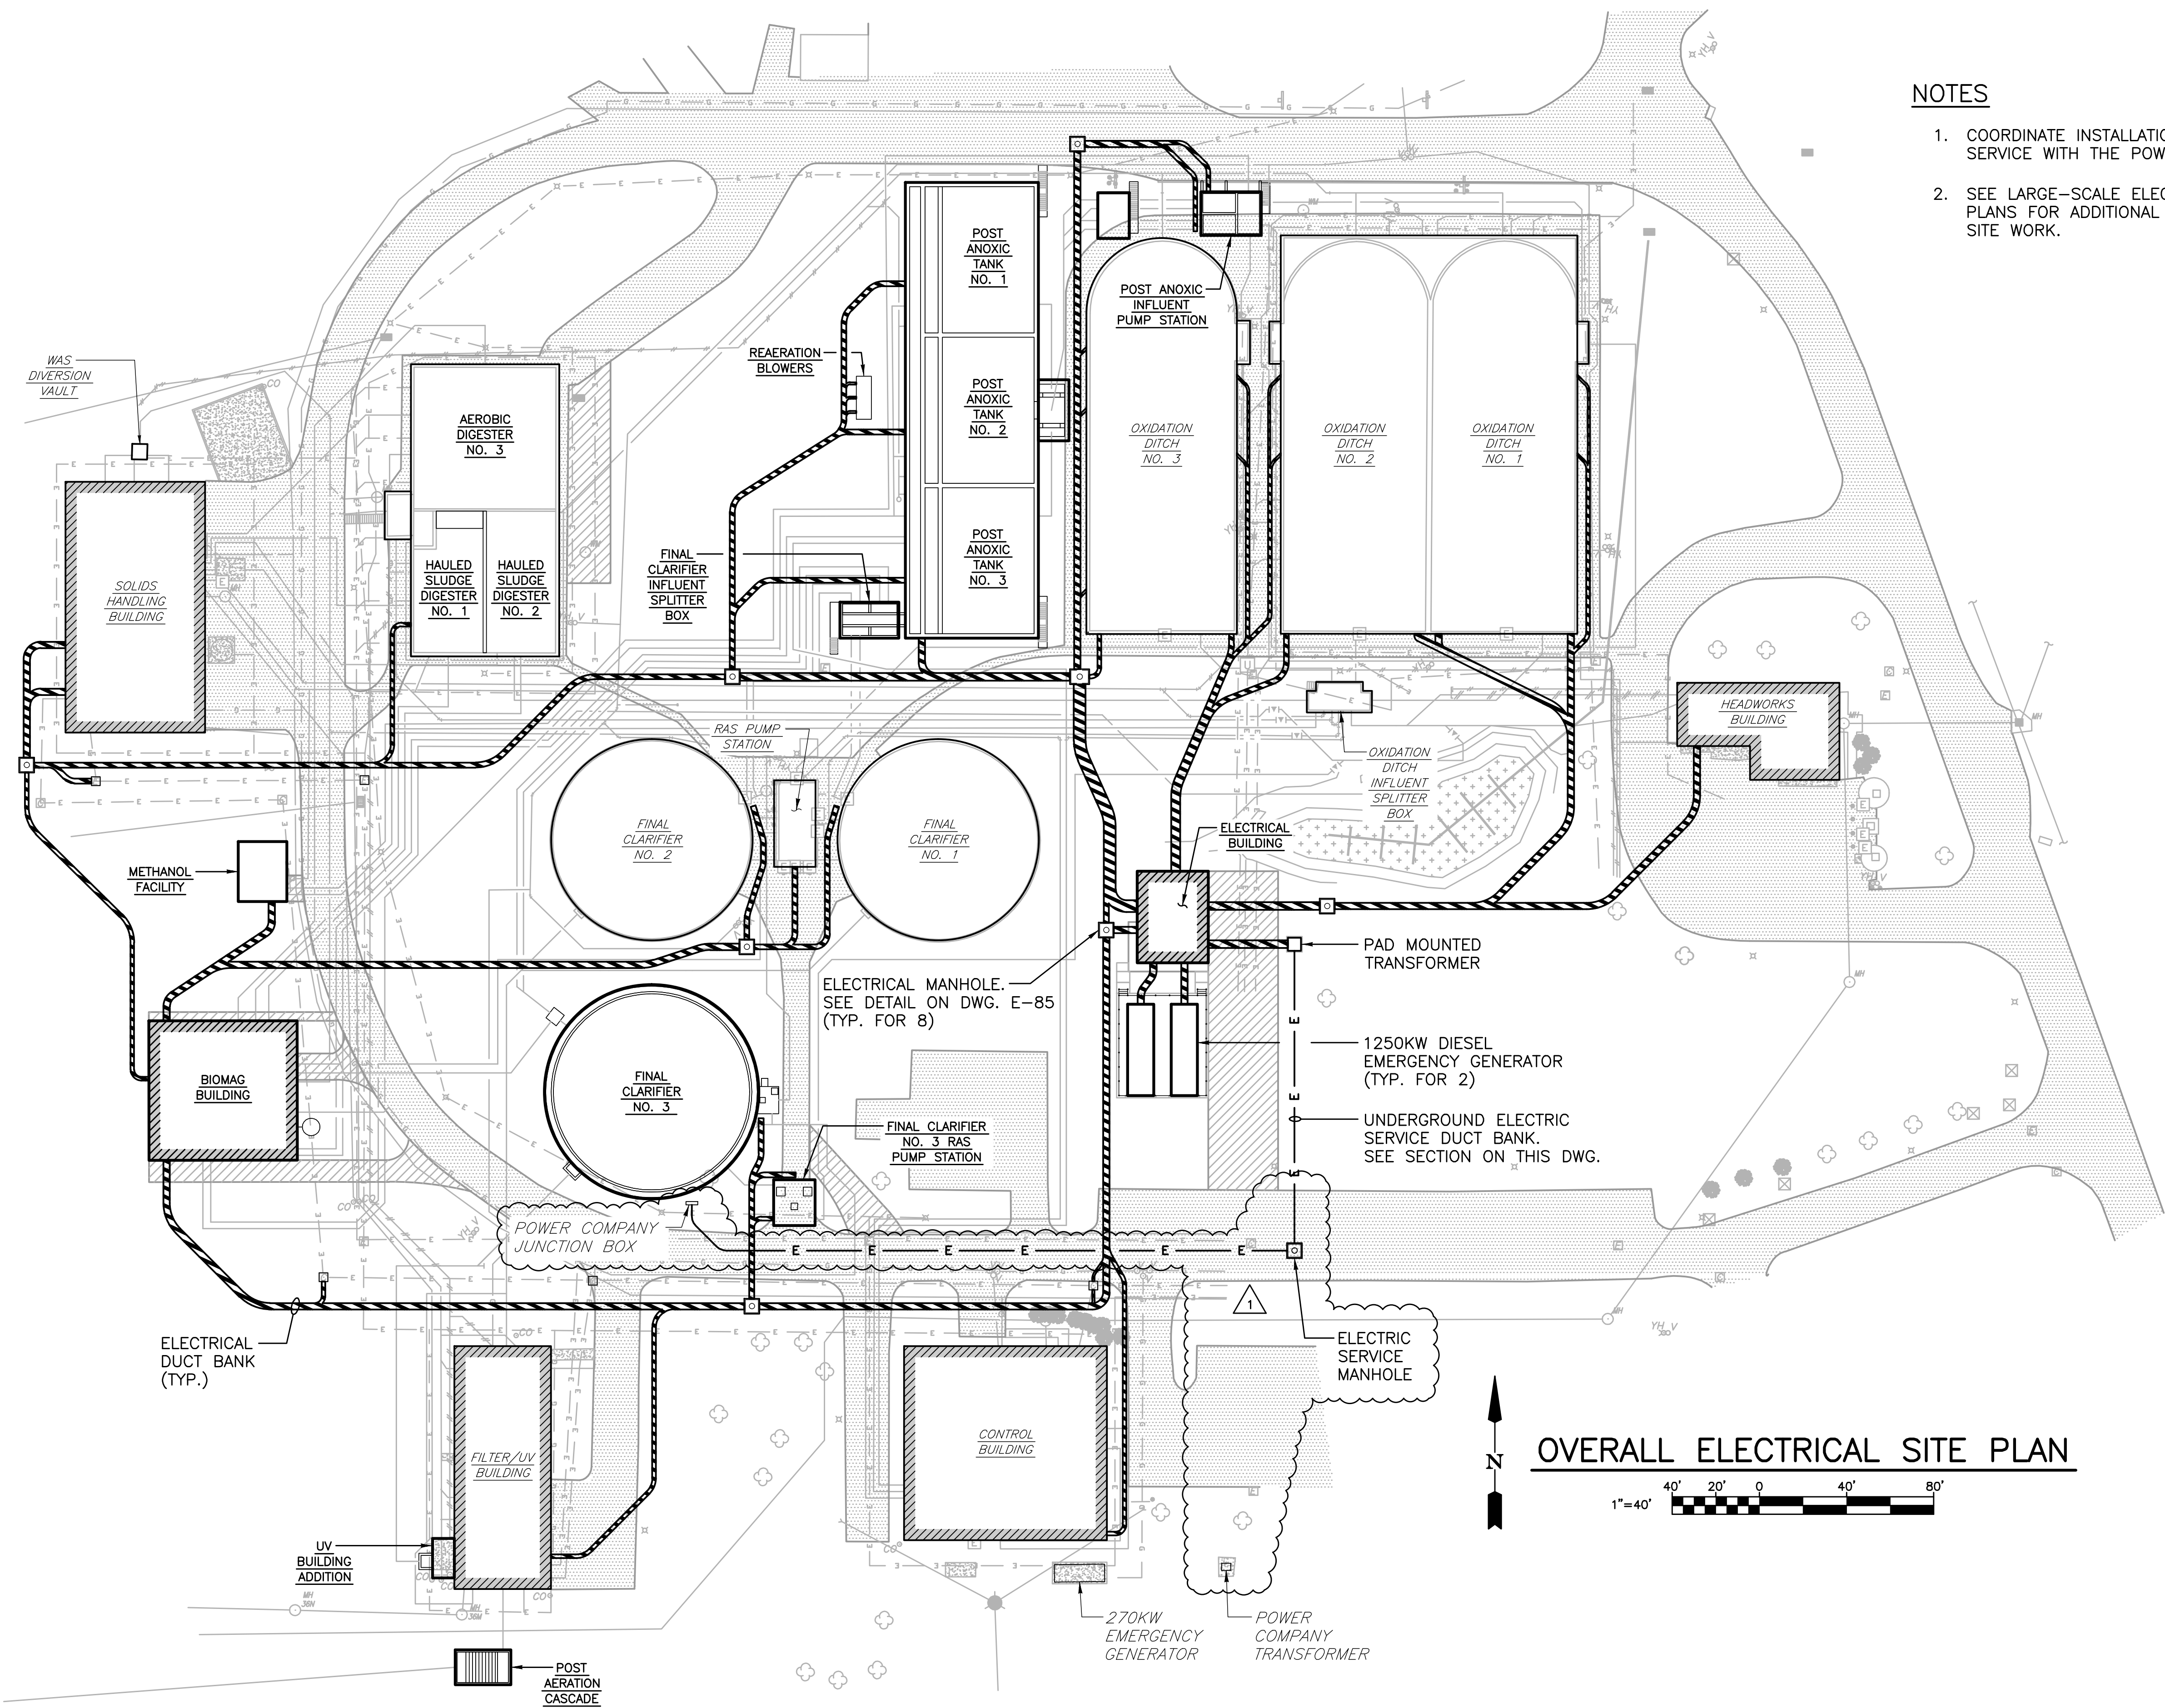 NOTES
1. COORDINATE INSTALLATIO
SERVICE WITH THE POW
2. SEE LARGE-SCALE ELEC
PLANS FOR ADDITIONAL
SITE WORK.
POST
ANOXIC
TANK
NO. 1
POST ANOXIC
INFLUENT
PUMP STATION
WAS
DIVERSION
VAULT
REAERATION
BLOWERS
POST
ANOXIC
TANK
NO. 2
AEROBIC
DIGESTER
NO. 3
OXIDATION
DITCH
NO. 3
OXIDATION
DITCH
NO. 2
OXIDATION
DITCH
NO. 1
SOLIDS
HANDLING
BUILDING
HAULED
SLUDGE
DIGESTER
NO. 1
HAULED
SLUDGE
DIGESTER
NO. 2
FINAL
CLARIFIER
INFLUENT
SPLITTER
BOX
POST
ANOXIC
TANK
NO. 3
HEADWORKS
BUILDING
RAS PUMP
STATION
OXIDATION
DITCH
INFLUENT
SPLITTER
BOX
FINAL
CLARIFIER
NO. 2
FINAL
CLARIFIER
NO. 1
ELECTRICAL
BUILDING
METHANOL
FACILITY
PAD MOUNTED
TRANSFORMER
ELECTRICAL MANHOLE.
SEE DETAIL ON DWG. E-85
(TYP. FOR 8)
1250KW DIESEL
EMERGENCY GENERATOR
(TYP. FOR 2)
BIOMAG
BUILDING
FINAL
CLARIFIER
NO. 3
FINAL CLARIFIER
NO. 3 RAS
PUMP STATION
UNDERGROUND ELECTRIC
SERVICE DUCT BANK.
SEE SECTION ON THIS DWG.
POWER COMPANY
JUNCTION BOX
E E E E E E E
1
ELECTRICAL
DUCT BANK
(TYP.)
ELECTRIC
SERVICE
MANHOLE
FILTER/UV
BUILDING
CONTROL
BUILDING
N
OVERALL ELECTRICAL SITE PLAN
1"=40'
40' 20' 0 40' 80'
UV
BUILDING
ADDITION
MH
36N
MH
36M
270KW
EMERGENCY
GENERATOR
POWER
COMPANY
TRANSFORMER
POST
AERATION
CASCADE